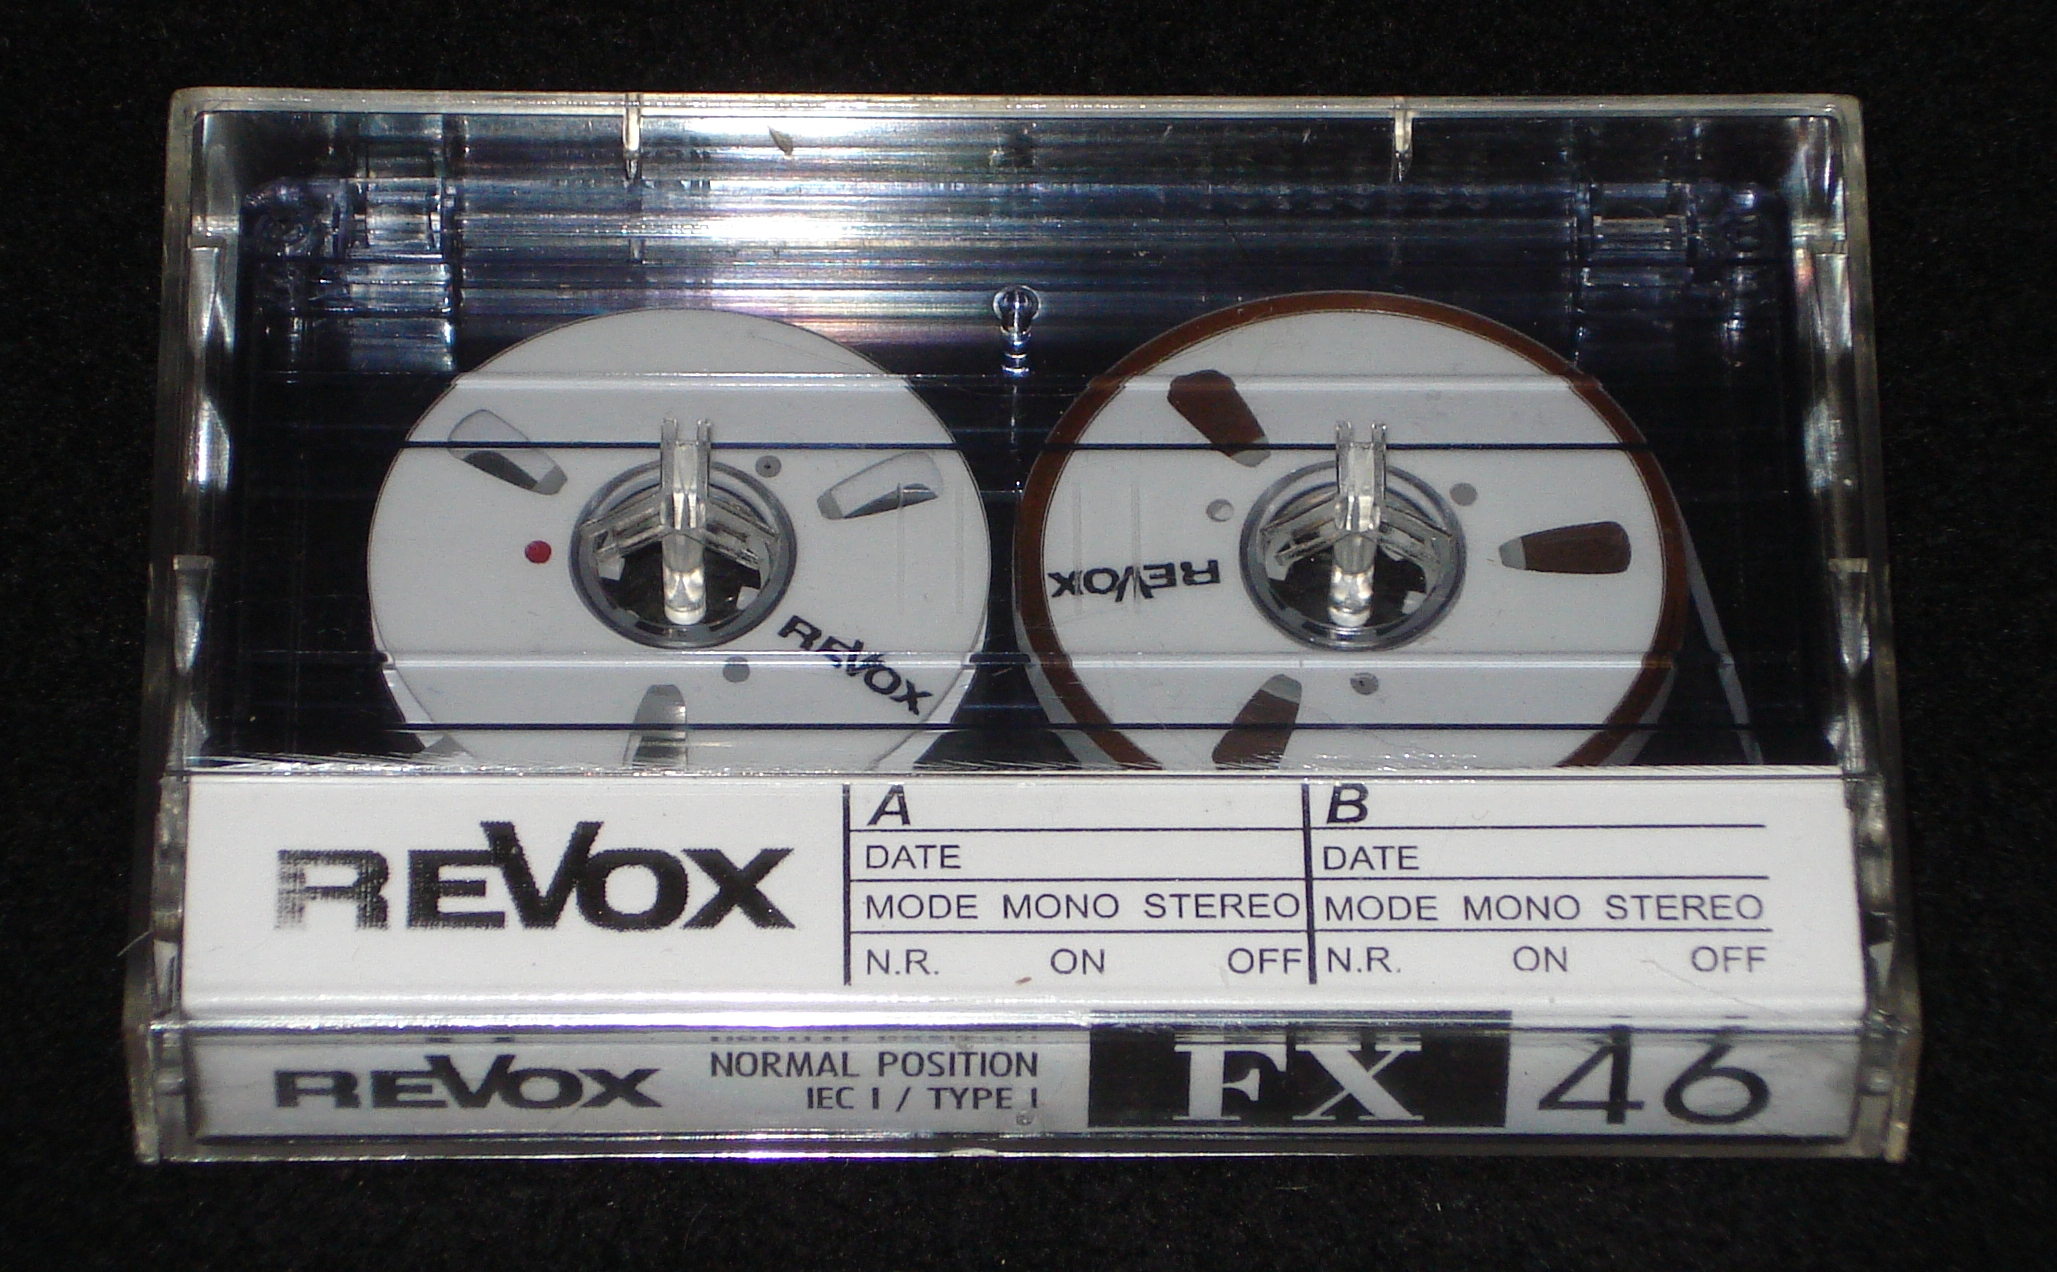 REVOX
REVOX
REVOX
A
B
DATE
DATE
MODE MONO STEREO
MODE MONO STEREO
N.R. ON OFF
N.R. ON OFF
REVOX
NORMAL POSITION
IEC I / TYPE I
FX
46